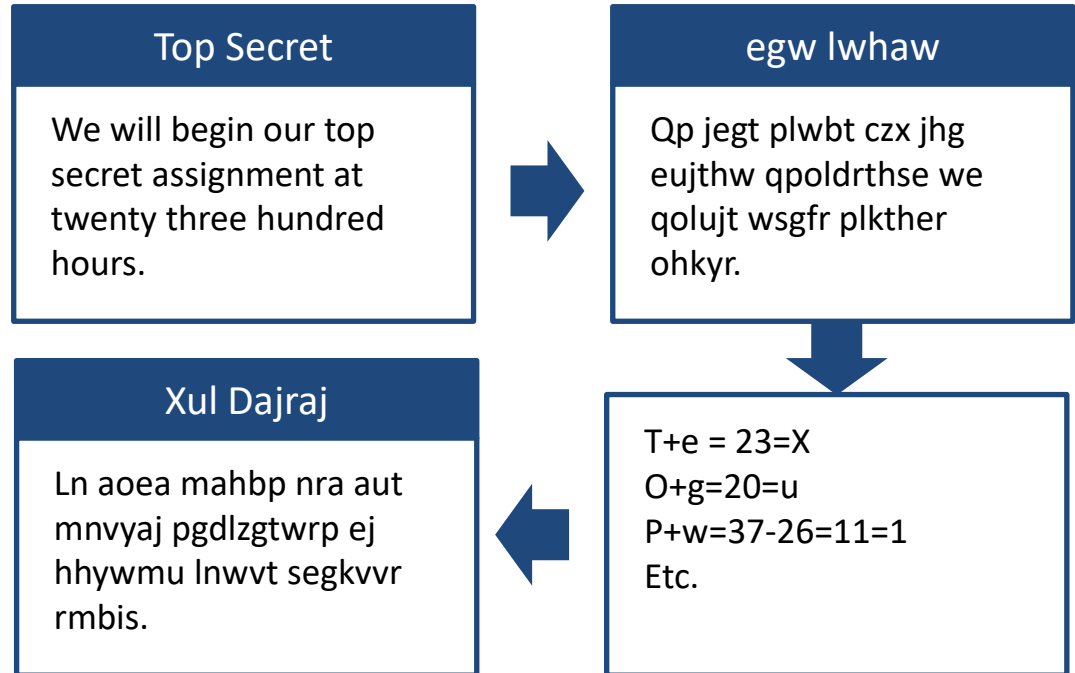 Top Secret
We will begin our top
secret assignment at
twenty three hundred
hours.
egw lwhaw
Qp jegt plwbt czx jhg
eujthw qpoldrthse we
qolujt wsgfr plkther
ohkyr.
T+e = 23=X
O+g=20=u
P+w=37-26=11=1
Etc.
Xul Dajraj
Ln aoea mahbp nra aut
mnvyaj pgdlzgtwrp ej
hhywmu lnwvt segkvvr
rmbis.